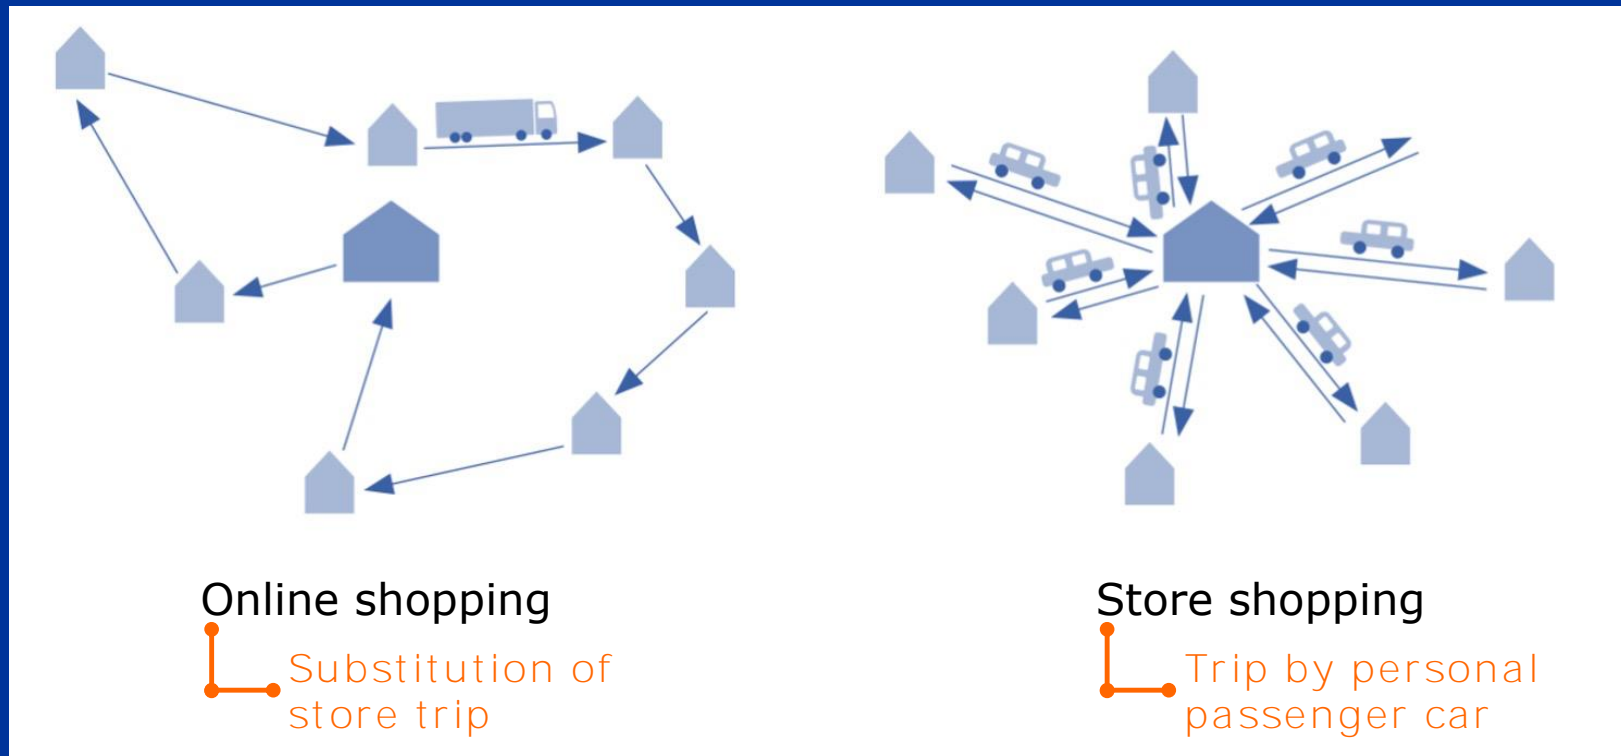 Online shopping
Substitution of
store trip
Store shopping
Trip by personal
passenger car